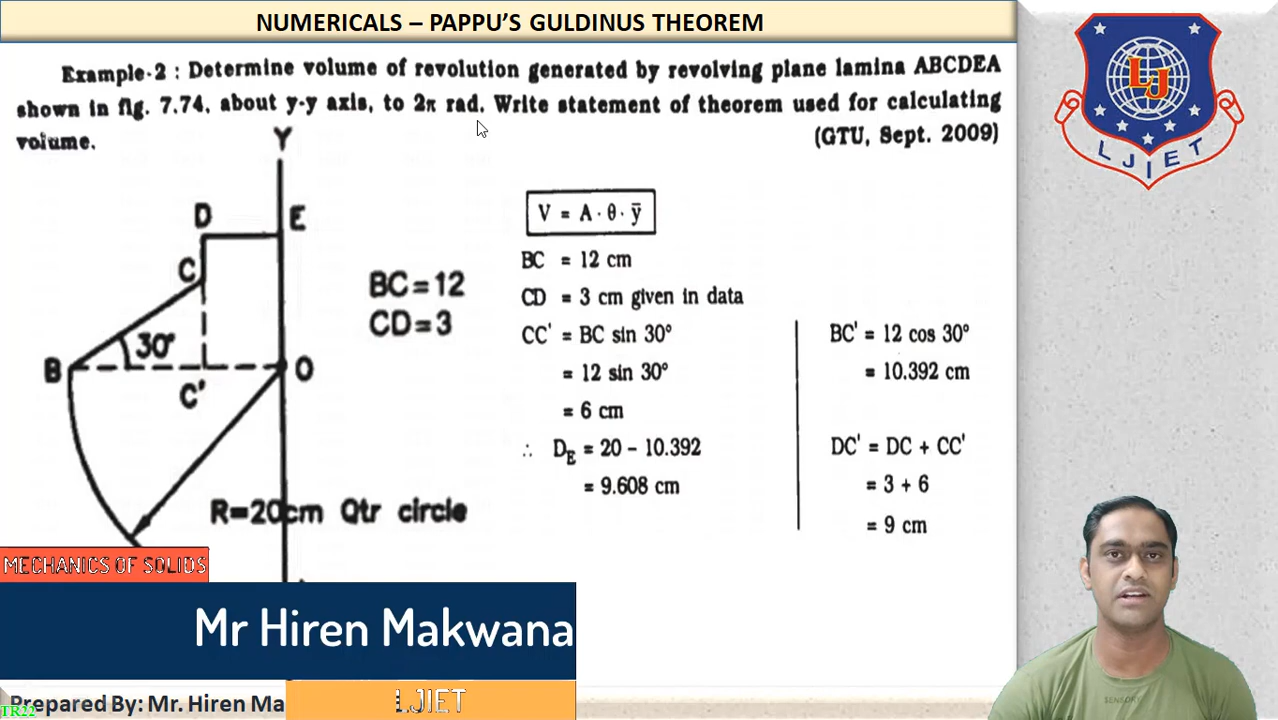 NUMERICALS – PAPPU'S GULDINUS THEOREM
Example-2 : Determine volume of revolution generated by revolving plane lamina ABCDEA
shown in fig. 7.74, about y-y axis, to 2π rad. Write statement of theorem used for calculating
volume. (GTU, Sept. 2009)
Y
D E
C
30°
B O
C'
BC=12
CD=3
R=20cm Qtr circle
V = A · θ · ȳ
BC = 12 cm
CD = 3 cm given in data
CC' = BC sin 30°
= 12 sin 30°
= 6 cm
∴ D_E = 20 – 10.392
= 9.608 cm
BC' = 12 cos 30°
= 10.392 cm
DC' = DC + CC'
= 3 + 6
= 9 cm
LJ
LJIET
SENSORY
MECHANICS OF SOLIDS
Mr Hiren Makwana
Prepared By: Mr. Hiren Ma
LJIET
TR22